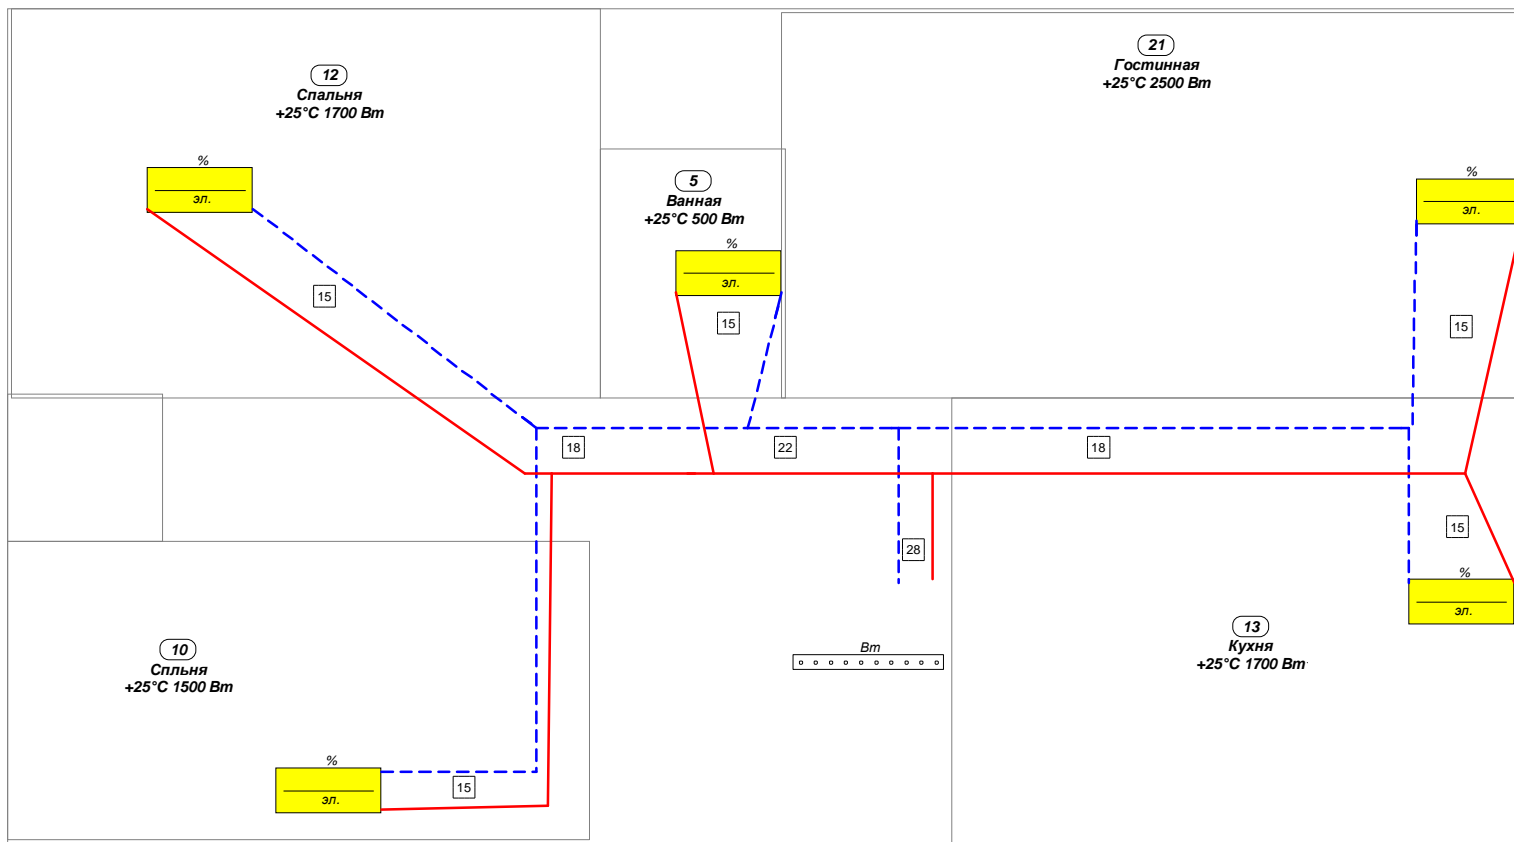 12
Спальня
+25°C 1700 Вт
%
эл.
15
5
Ванная
+25°C 500 Вт
%
эл.
15
21
Гостинная
+25°C 2500 Вт
%
эл.
15
18
22
18
28
15
%
эл.
13
Кухня
+25°C 1700 Вт
Вт
10
Спльня
+25°C 1500 Вт
%
эл.
15